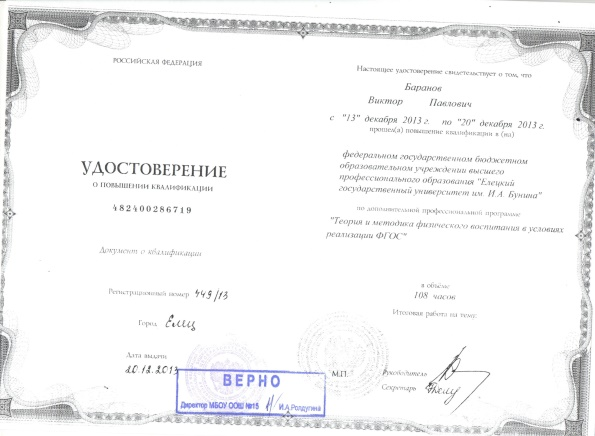 РОССИЙСКАЯ ФЕДЕРАЦИЯ
УДОСТОВЕРЕНИЕ
О ПОВЫШЕНИИ КВАЛИФИКАЦИИ
482400286719
Документ о квалификации
Регистрационный номер 449/13
Город Елец
Дата выдачи
20.12.2013
Настоящее удостоверение свидетельствует о том, что
Баранов
Виктор Павлович
с "13" декабря 2013 г. по "20" декабря 2013 г.
прошел(а) повышение квалификации в (на)
федеральном государственном бюджетном
образовательном учреждении высшего
профессионального образования "Елецкий
государственный университет им. И.А. Бунина"
по дополнительной профессиональной программе
"Теория и методика физического воспитания в условиях
реализации ФГОС"
в объёме
108 часов
Итоговая работа на тему:
М.П.
Руководитель
Секретарь
ВЕРНО
Директор МБОУ ООШ №15 И.А.Ролдугина